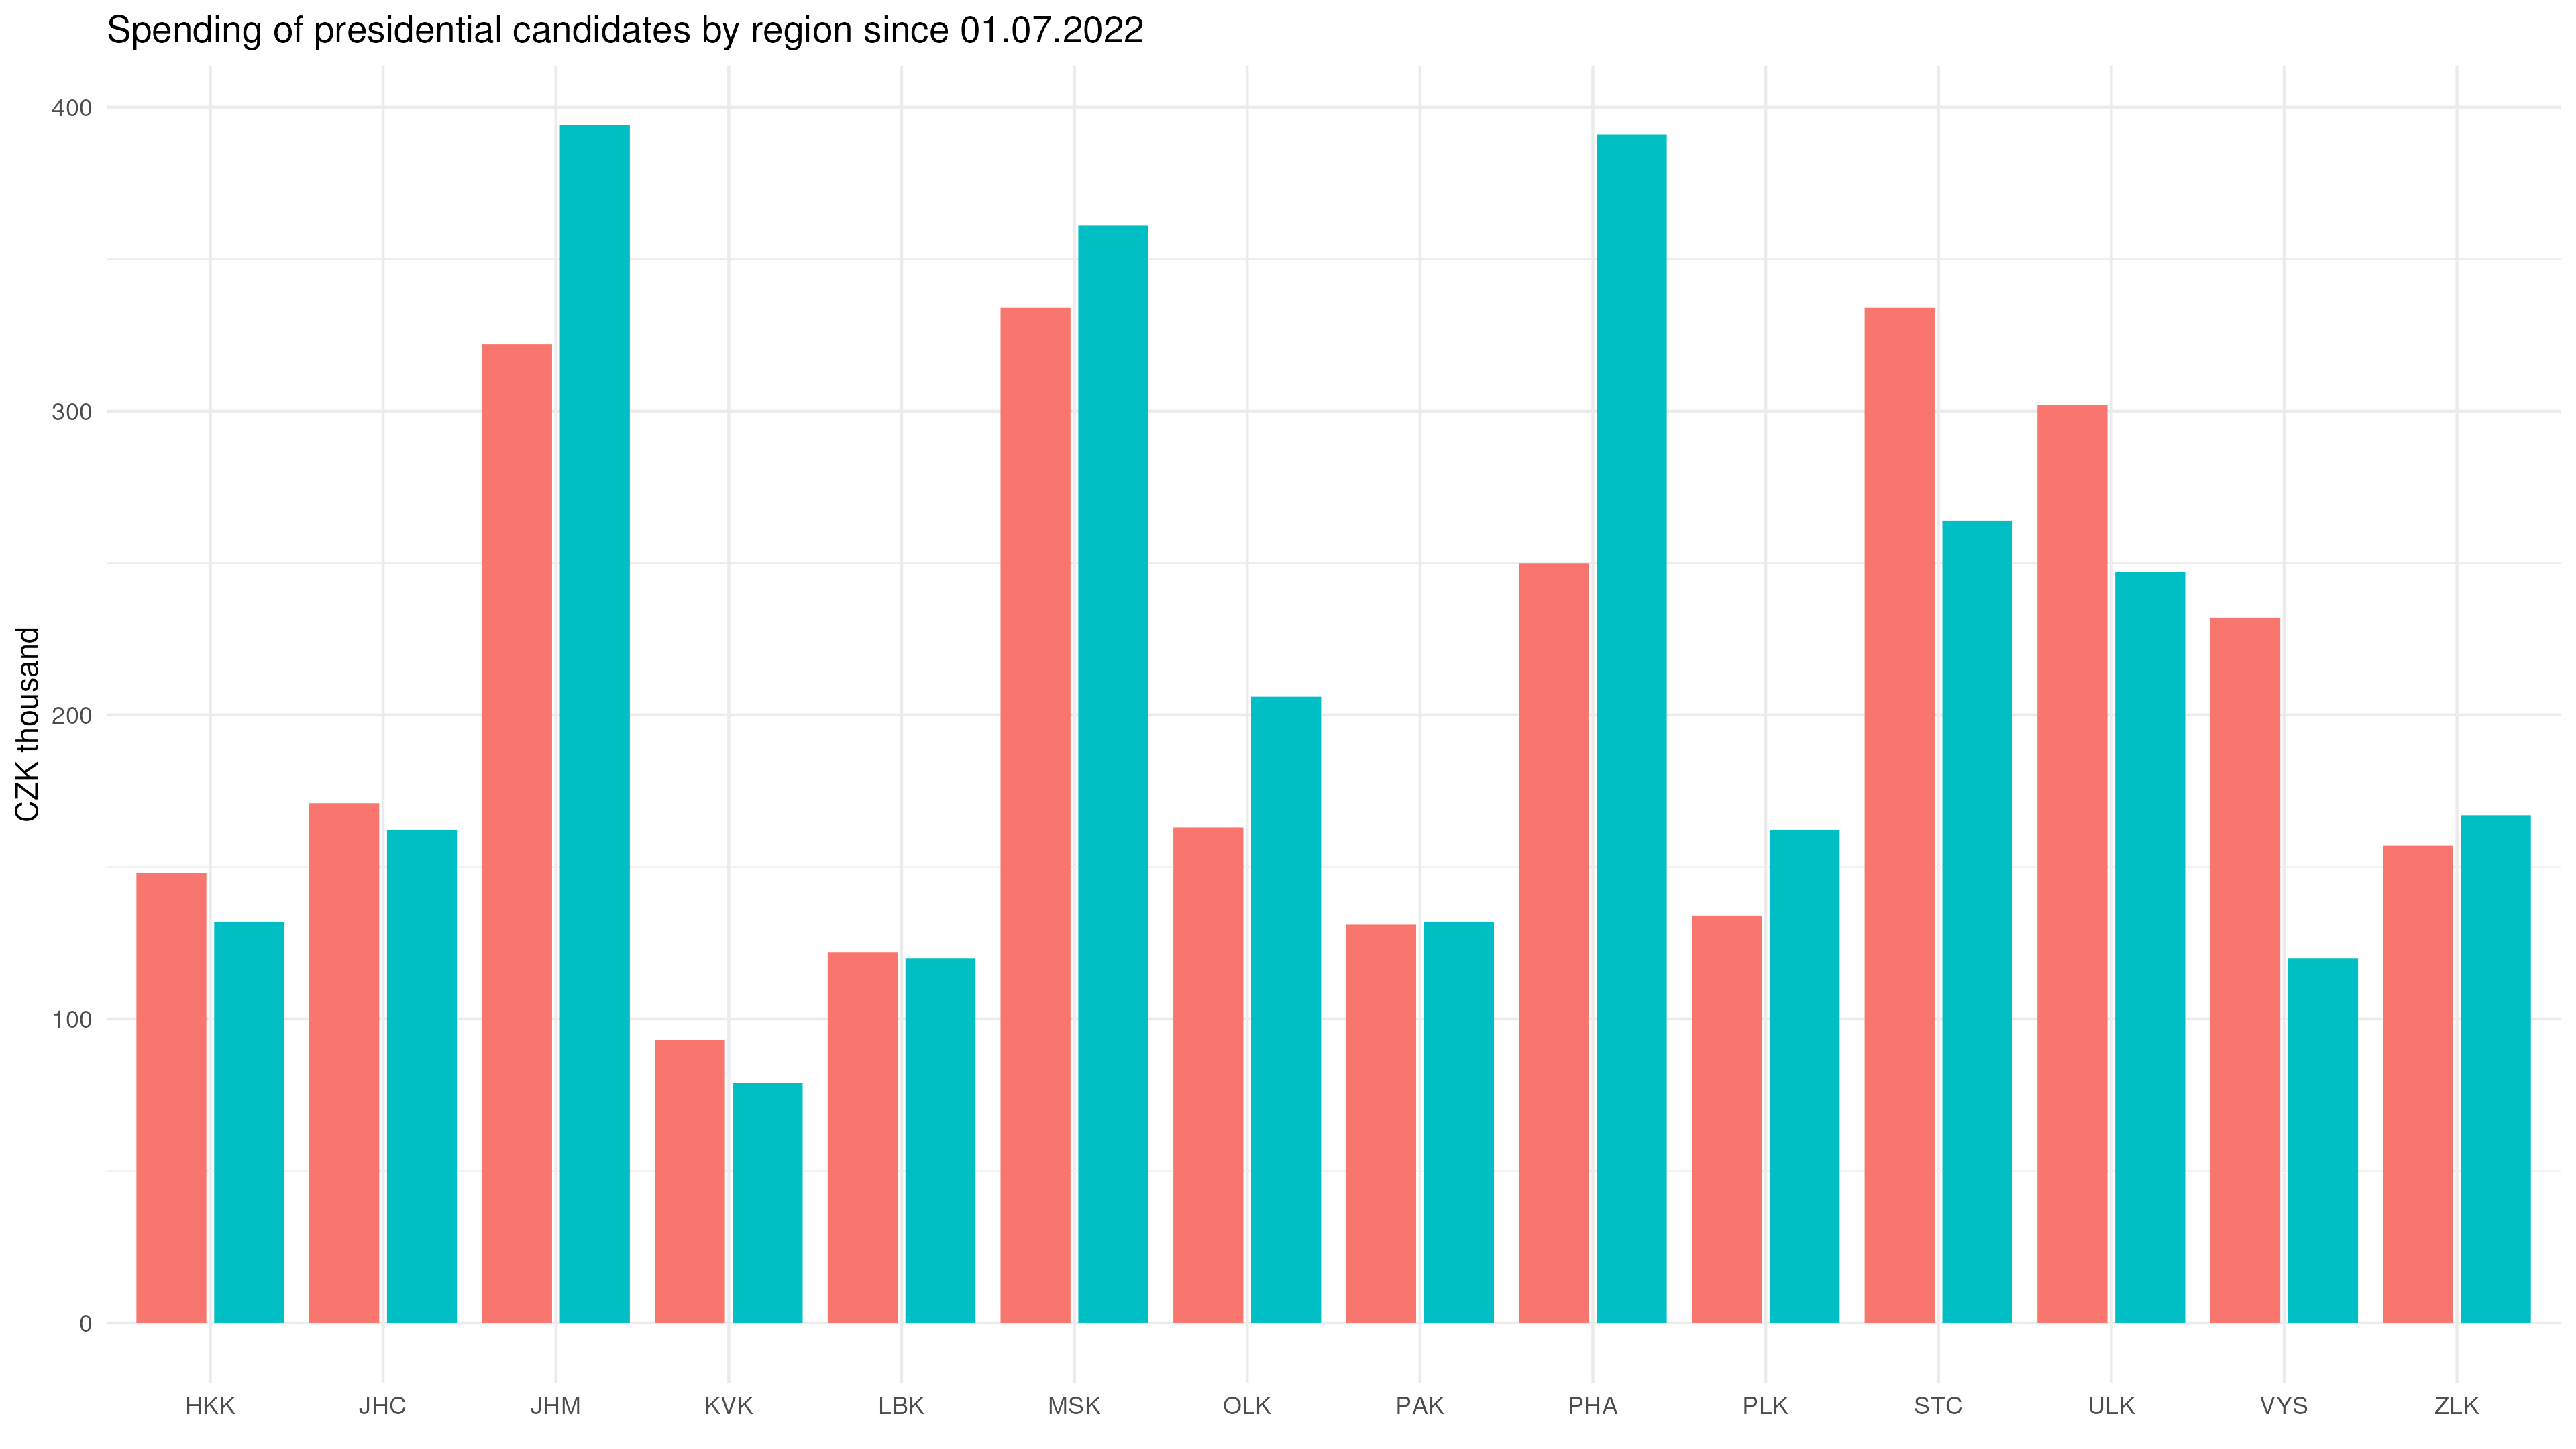 Spending of presidential candidates by region since 01.07.2022
400
300
200
100
0
CZK thousand
HKK JHC JHM KVK LBK MSK OLK PAK PHA PLK STC ULK VYS ZLK